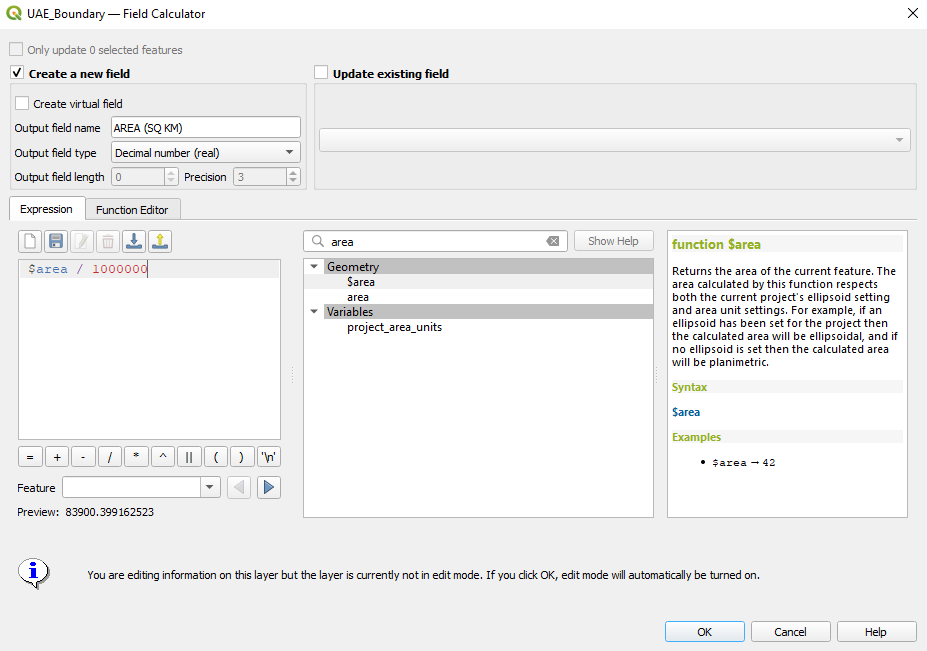 UAE_Boundary — Field Calculator
Only update 0 selected features
Create a new field
Update existing field
Create virtual field
Output field name AREA (SQ KM)
Output field type Decimal number (real)
Output field length 0 Precision 3
Expression Function Editor
area Show Help
$area / 1000000
Geometry
$area
area
Variables
project_area_units
function $area
Returns the area of the current feature. The
area calculated by this function respects
both the current project's ellipsoid setting
and area unit settings. For example, if an
ellipsoid has been set for the project then
the calculated area will be ellipsoidal, and if
no ellipsoid is set then the calculated area
will be planimetric.
Syntax
$area
Examples
• $area → 42
= + - / * ^ || ( ) '\n'
Feature
Preview: 83900.399162523
You are editing information on this layer but the layer is currently not in edit mode. If you click OK, edit mode will automatically be turned on.
OK Cancel Help